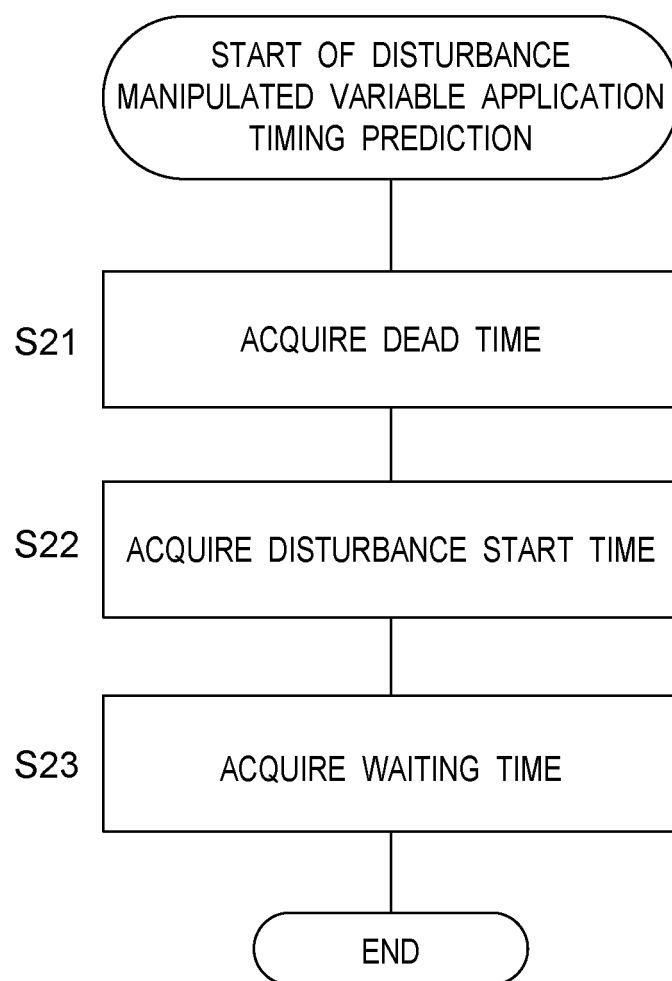 START OF DISTURBANCE
MANIPULATED VARIABLE APPLICATION
TIMING PREDICTION
S21
ACQUIRE DEAD TIME
S22
ACQUIRE DISTURBANCE START TIME
S23
ACQUIRE WAITING TIME
END